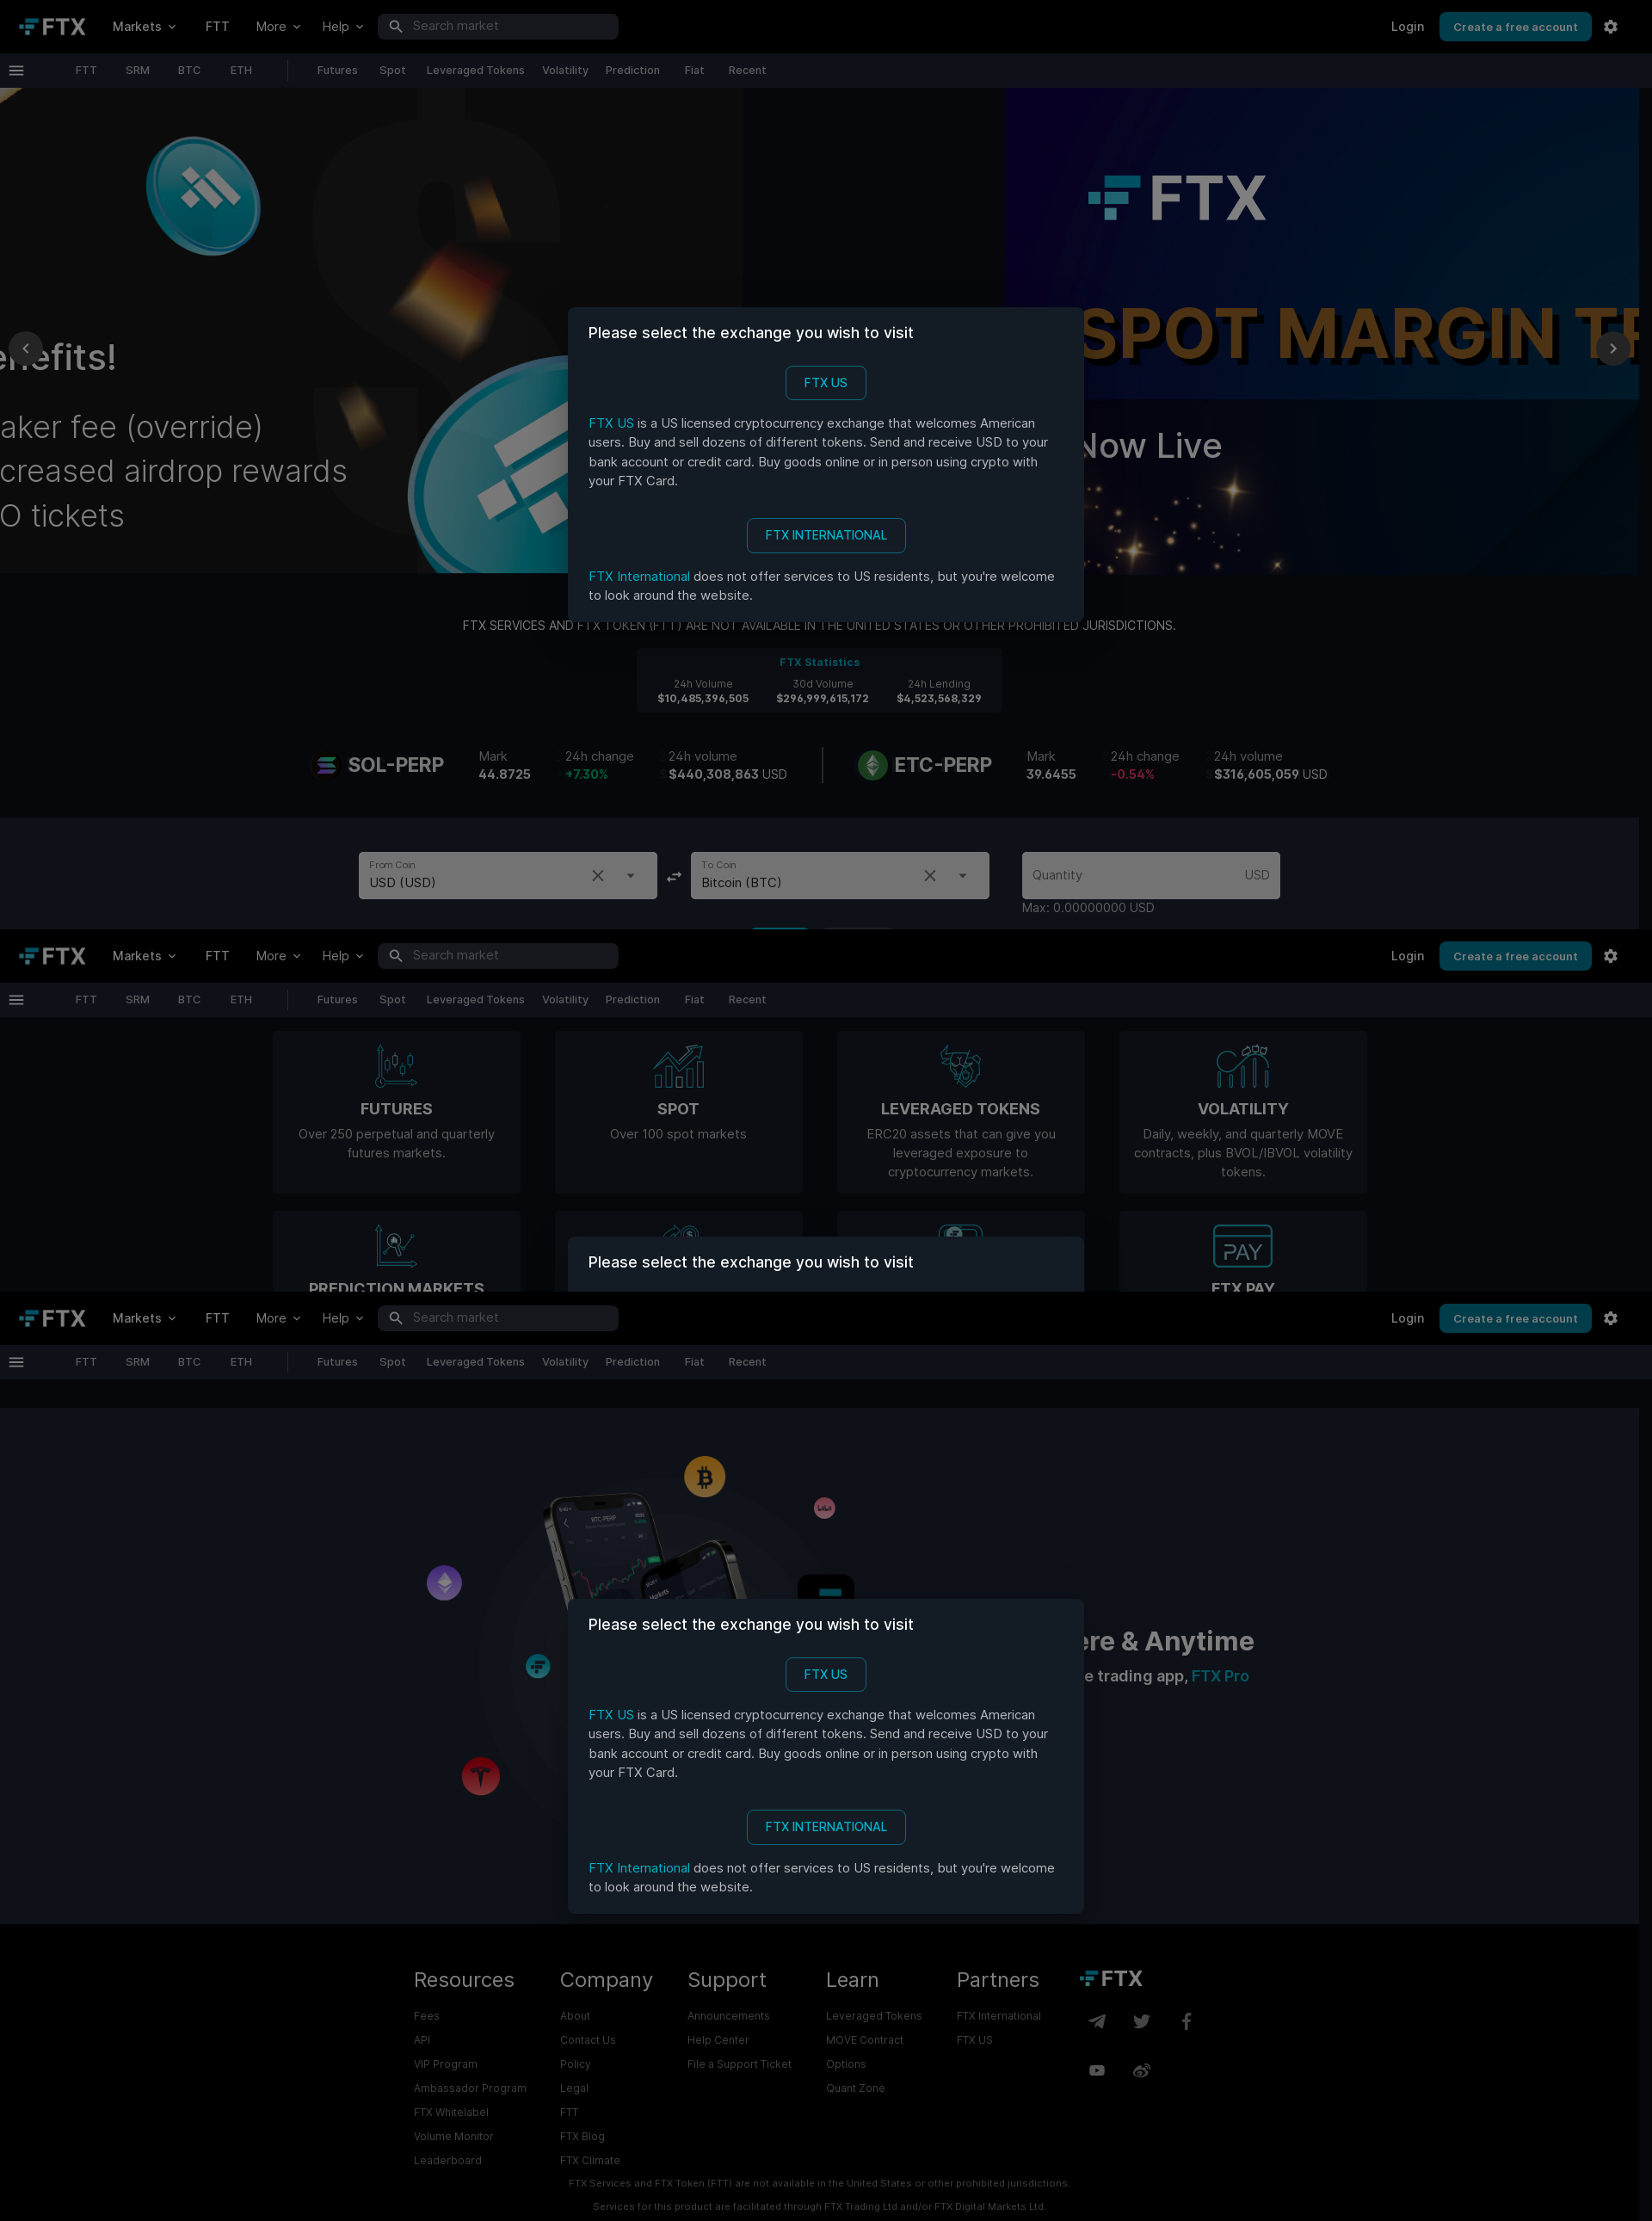 FTX Markets FTT More Help Search market Login Create a free account
FTT SRM BTC ETH Futures Spot Leveraged Tokens Volatility Prediction Fiat Recent
FTX
SPOT MARGIN
Now Live
aker fee (override)
creased airdrop rewards
O tickets
Please select the exchange you wish to visit
FTX US
FTX US is a US licensed cryptocurrency exchange that welcomes American
users. Buy and sell dozens of different tokens. Send and receive USD to your
bank account or credit card. Buy goods online or in person using crypto with
your FTX Card.
FTX INTERNATIONAL
FTX International does not offer services to US residents, but you're welcome
to look around the website.
FTX SERVICES AND FTX TOKEN (FTT) ARE NOT AVAILABLE IN THE UNITED STATES OR OTHER PROHIBITED JURISDICTIONS.
FTX Statistics
24h Volume 30d Volume 24h Lending
$10,485,396,505 $296,999,615,172 $4,523,568,329
SOL-PERP Mark 24h change 24h volume ETC-PERP Mark 24h change 24h volume
44.8725 +7.30% $440,308,863 USD 39.6455 -0.54% $316,605,059 USD
From Coin To Coin
USD (USD) Bitcoin (BTC) Quantity USD
Max: 0.00000000 USD
FTX Markets FTT More Help Search market Login Create a free account
FTT SRM BTC ETH Futures Spot Leveraged Tokens Volatility Prediction Fiat Recent
FUTURES
Over 250 perpetual and quarterly
futures markets.
SPOT
Over 100 spot markets
LEVERAGED TOKENS
ERC20 assets that can give you
leveraged exposure to
cryptocurrency markets.
VOLATILITY
Daily, weekly, and quarterly MOVE
contracts, plus BVOL/IBVOL volatility
tokens.
PAY
PREDICTION MARKETS
FTX PAY
Please select the exchange you wish to visit
FTX Markets FTT More Help Search market Login Create a free account
FTT SRM BTC ETH Futures Spot Leveraged Tokens Volatility Prediction Fiat Recent
BTC-PERP
Markets
ere & Anytime
e trading app, FTX Pro
Please select the exchange you wish to visit
FTX US
FTX US is a US licensed cryptocurrency exchange that welcomes American
users. Buy and sell dozens of different tokens. Send and receive USD to your
bank account or credit card. Buy goods online or in person using crypto with
your FTX Card.
FTX INTERNATIONAL
FTX International does not offer services to US residents, but you're welcome
to look around the website.
Resources
Fees
API
VIP Program
Ambassador Program
FTX Whitelabel
Volume Monitor
Leaderboard
Company
About
Contact Us
Policy
Legal
FTT
FTX Blog
FTX Climate
Support
Announcements
Help Center
File a Support Ticket
Learn
Leveraged Tokens
MOVE Contract
Options
Quant Zone
Partners
FTX International
FTX US
FTX
FTX Services and FTX Token (FTT) are not available in the United States or other prohibited jurisdictions.
Services for this product are facilitated through FTX Trading Ltd and/or FTX Digital Markets Ltd.